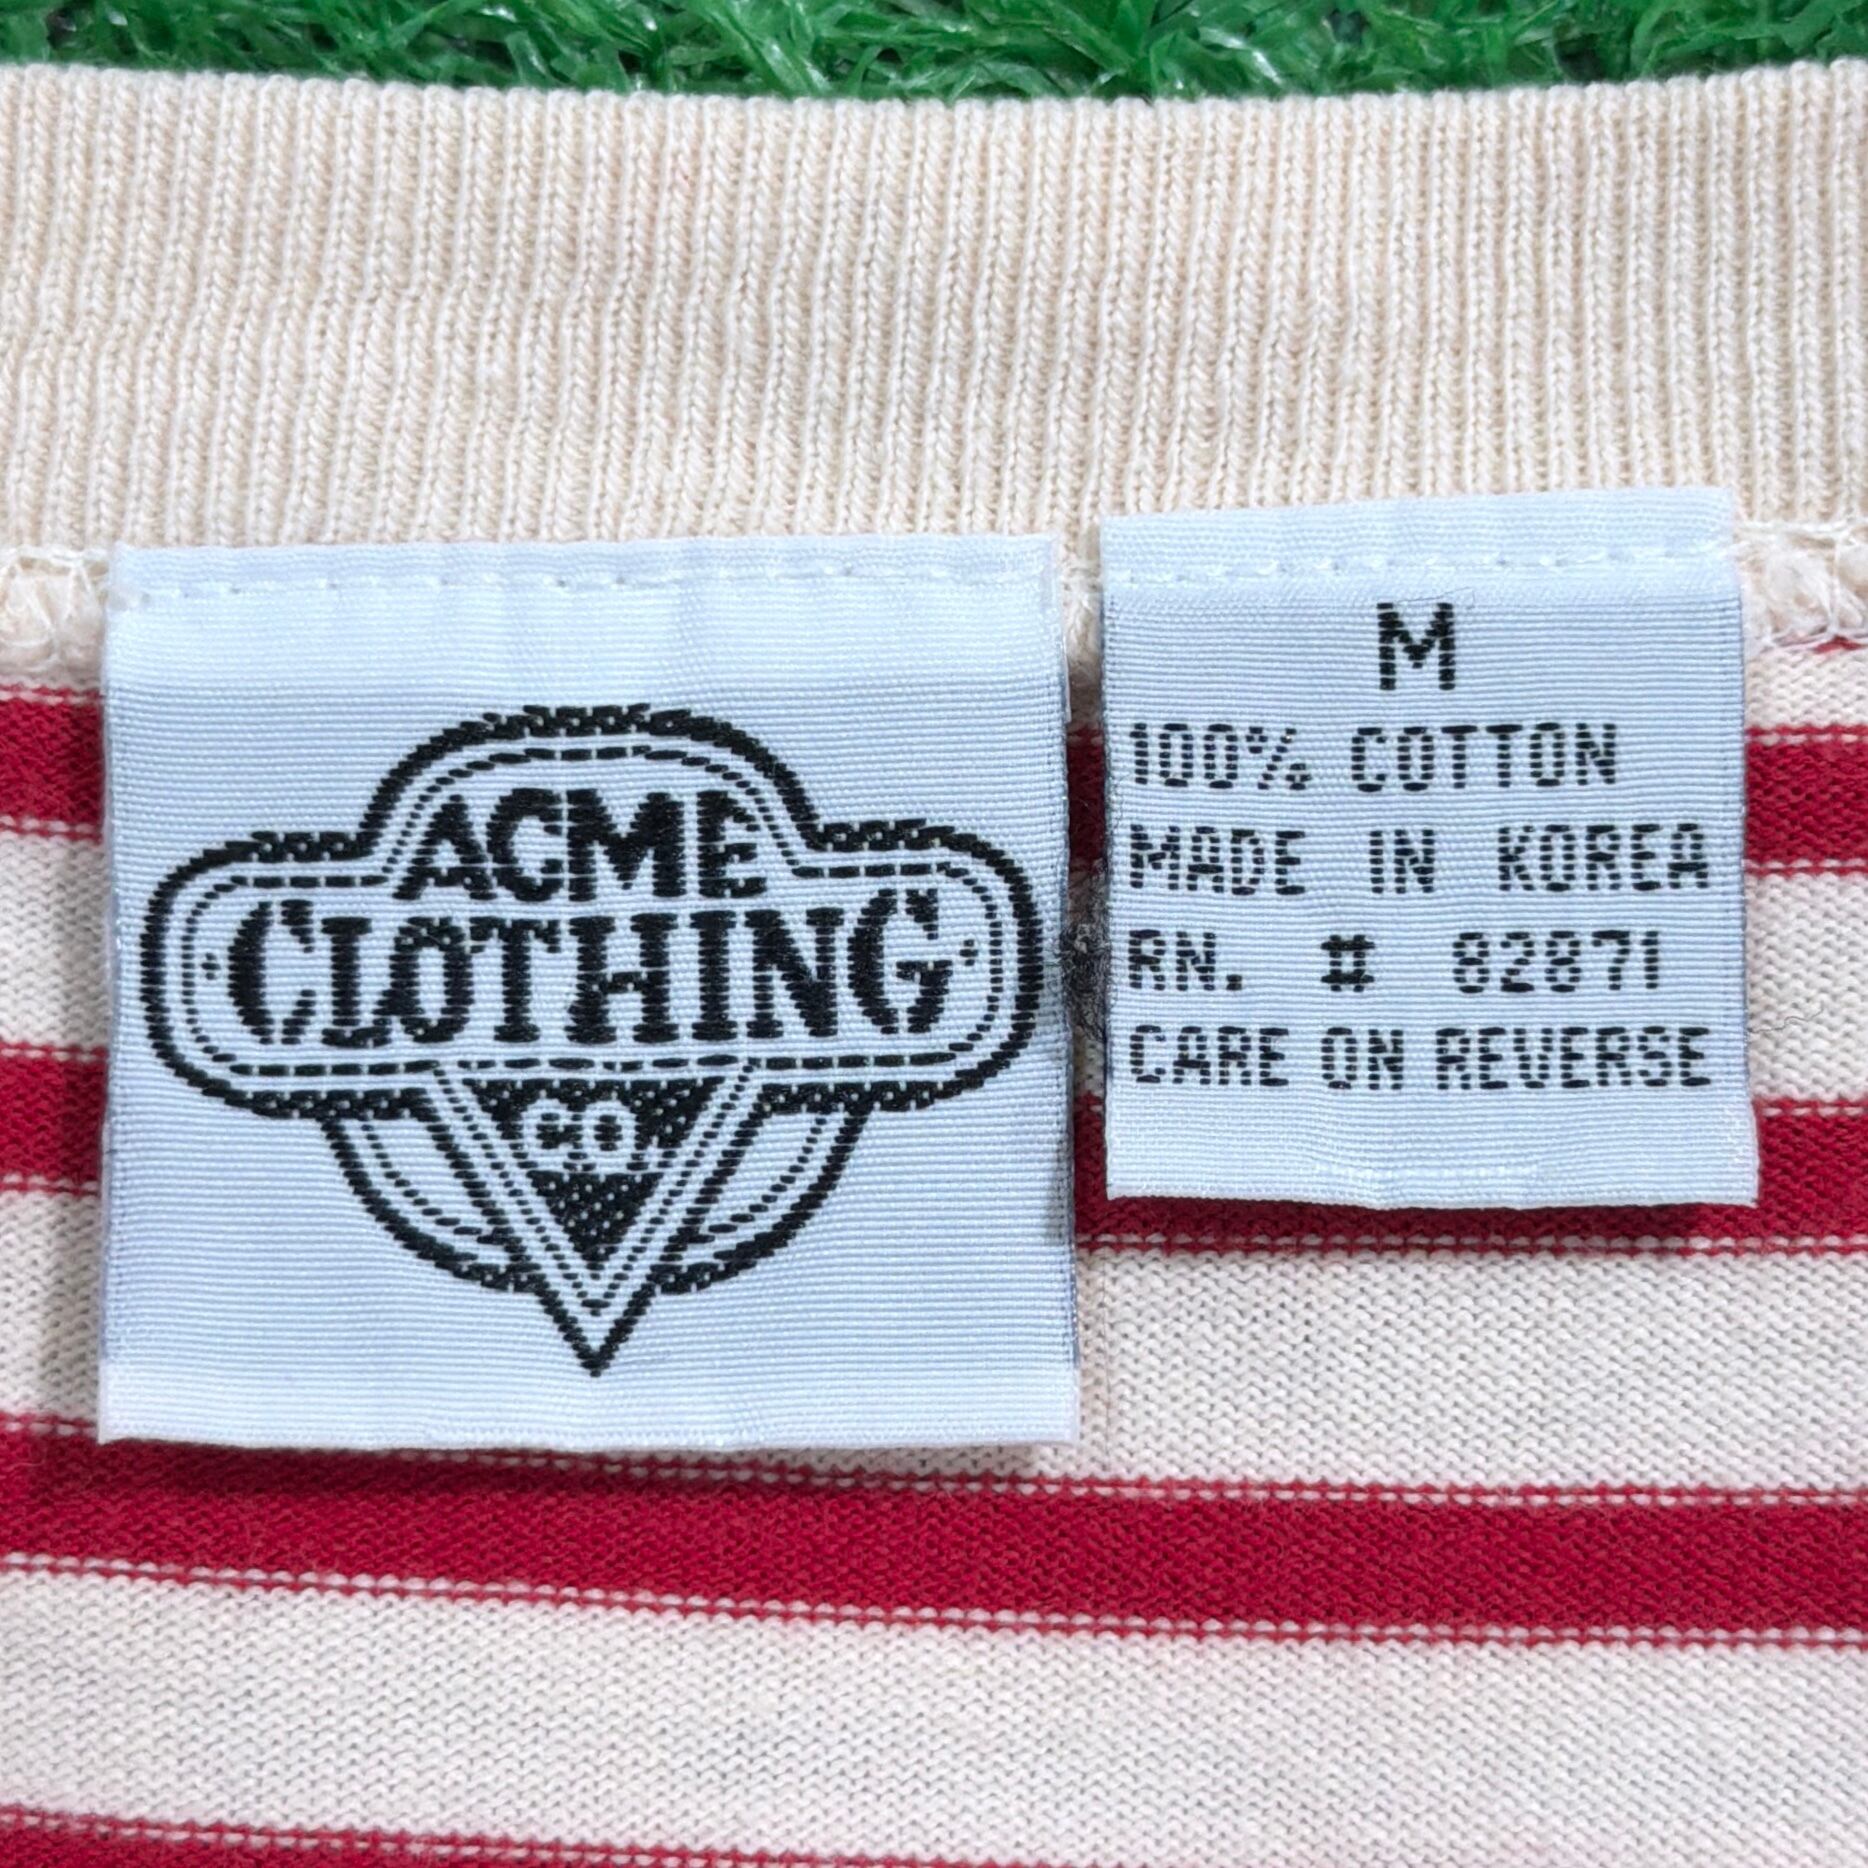 ACME
CLOTHING
CO.
M
100% COTTON
MADE IN KOREA
RN. # 82871
CARE ON REVERSE